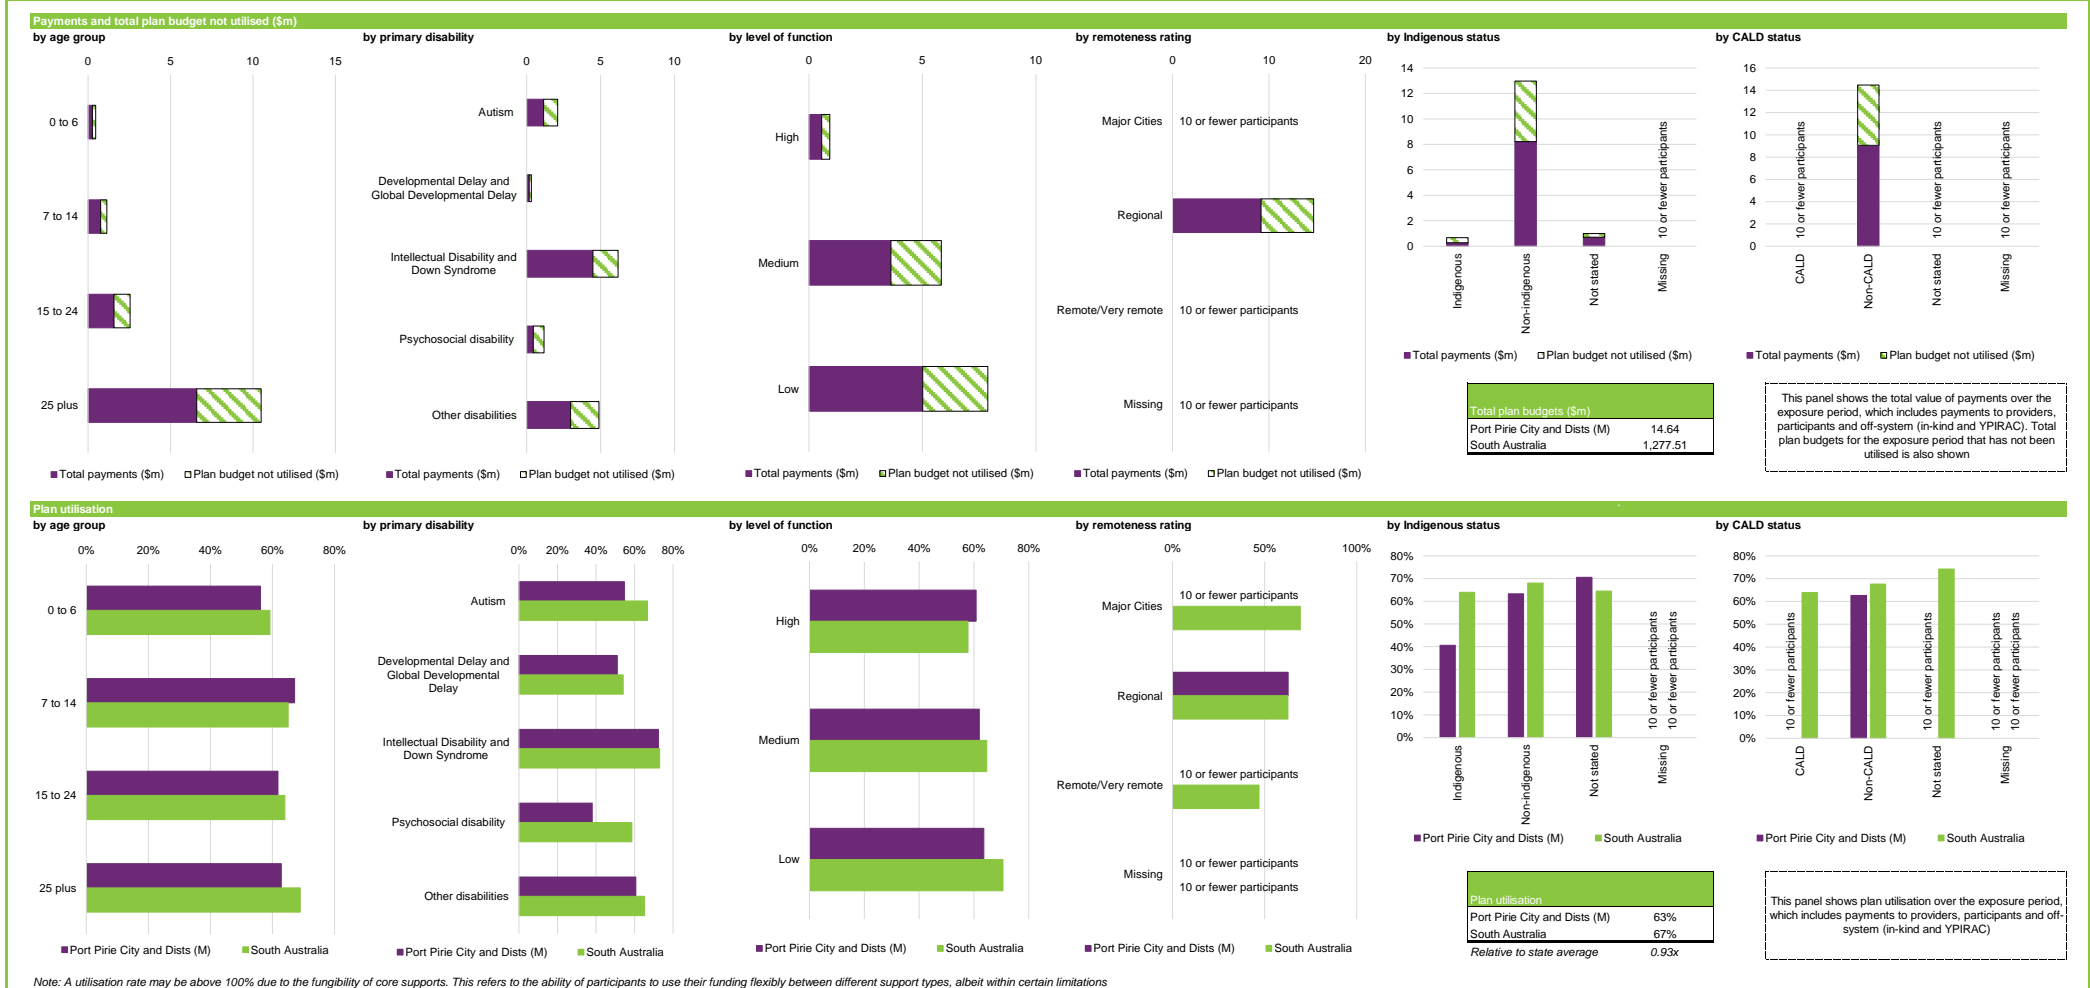 Payments and total plan budget not utilised ($m)
by age group
0 5 10 15
0 to 6
7 to 14
15 to 24
25 plus
Total payments ($m) Plan budget not utilised ($m)
by primary disability
0 5 10
Autism
Developmental Delay and
Global Developmental Delay
Intellectual Disability and
Down Syndrome
Psychosocial disability
Other disabilities
Total payments ($m) Plan budget not utilised ($m)
by level of function
0 5 10
High
Medium
Low
Total payments ($m) Plan budget not utilised ($m)
by remoteness rating
0 10 20
Major Cities 10 or fewer participants
Regional
Remote/Very remote 10 or fewer participants
Missing 10 or fewer participants
Total payments ($m) Plan budget not utilised ($m)
by Indigenous status
14
12
10
8
6
4
2
0
10 or fewer participants
Indigenous
Non-indigenous
Not stated
Missing
Total payments ($m) Plan budget not utilised ($m)
Total plan budgets ($m)
Port Pirie City and Dists (M) 14.64
South Australia 1,277.51
by CALD status
16
14
12
10
8
6
4
2
0
10 or fewer participants
10 or fewer participants
10 or fewer participants
CALD
Non-CALD
Not stated
Missing
Total payments ($m) Plan budget not utilised ($m)
This panel shows the total value of payments over the
exposure period, which includes payments to providers,
participants and off-system (in-kind and YPIRAC). Total
plan budgets for the exposure period that has not been
utilised is also shown
Plan utilisation
by age group
0% 20% 40% 60% 80%
0 to 6
7 to 14
15 to 24
25 plus
Port Pirie City and Dists (M) South Australia
by primary disability
0% 20% 40% 60% 80%
Autism
Developmental Delay and
Global Developmental
Delay
Intellectual Disability and
Down Syndrome
Psychosocial disability
Other disabilities
Port Pirie City and Dists (M) South Australia
by level of function
0% 20% 40% 60% 80%
High
Medium
Low
Port Pirie City and Dists (M) South Australia
by remoteness rating
0% 50% 100%
10 or fewer participants
Major Cities
Regional
10 or fewer participants
Remote/Very remote
10 or fewer participants
Missing
10 or fewer participants
Port Pirie City and Dists (M) South Australia
by Indigenous status
80%
70%
60%
50%
40%
30%
20%
10%
0%
10 or fewer participants
10 or fewer participants
Indigenous
Non-indigenous
Not stated
Missing
Port Pirie City and Dists (M) South Australia
Plan utilisation
Port Pirie City and Dists (M) 63%
South Australia 67%
Relative to state average 0.93x
by CALD status
80%
70%
60%
50%
40%
30%
20%
10%
0%
10 or fewer participants
10 or fewer participants
10 or fewer participants
10 or fewer participants
CALD
Non-CALD
Not stated
Missing
Port Pirie City and Dists (M) South Australia
This panel shows plan utilisation over the exposure period,
which includes payments to providers, participants and off-
system (in-kind and YPIRAC)
Note: A utilisation rate may be above 100% due to the fungibility of core supports. This refers to the ability of participants to use their funding flexibly between different support types, albeit within certain limitations